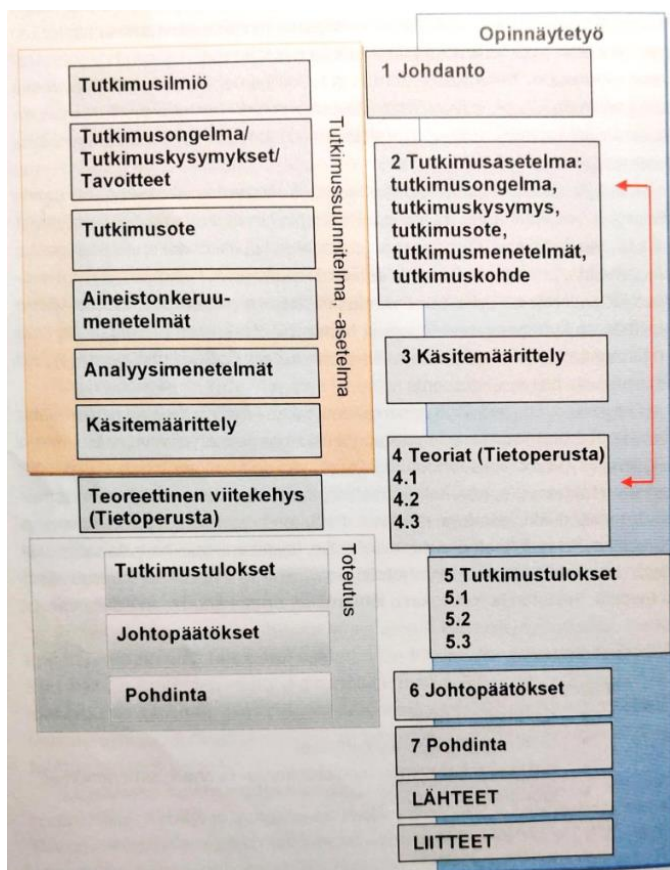 Tutkimusilmiö
Tutkimusongelma/
Tutkimuskysymykset/
Tavoitteet
Tutkimusote
Aineistonkeruu-
menetelmät
Analyysimenetelmät
Käsitemäärittely
Tutkimussuunnitelma -asetelma
Teoreettinen viitekehys
(Tietoperusta)
Tutkimustulokset
Johtopäätökset
Pohdinta
Toteutus
Opinnäytetyö
1 Johdanto
2 Tutkimusasetelma:
tutkimusongelma,
tutkimuskysymys,
tutkimusote,
tutkimusmenetelmät,
tutkimuskohde
3 Käsitemäärittely
4 Teoriat (Tietoperusta)
4.1
4.2
4.3
5 Tutkimustulokset
5.1
5.2
5.3
6 Johtopäätökset
7 Pohdinta
LÄHTEET
LIITTEET